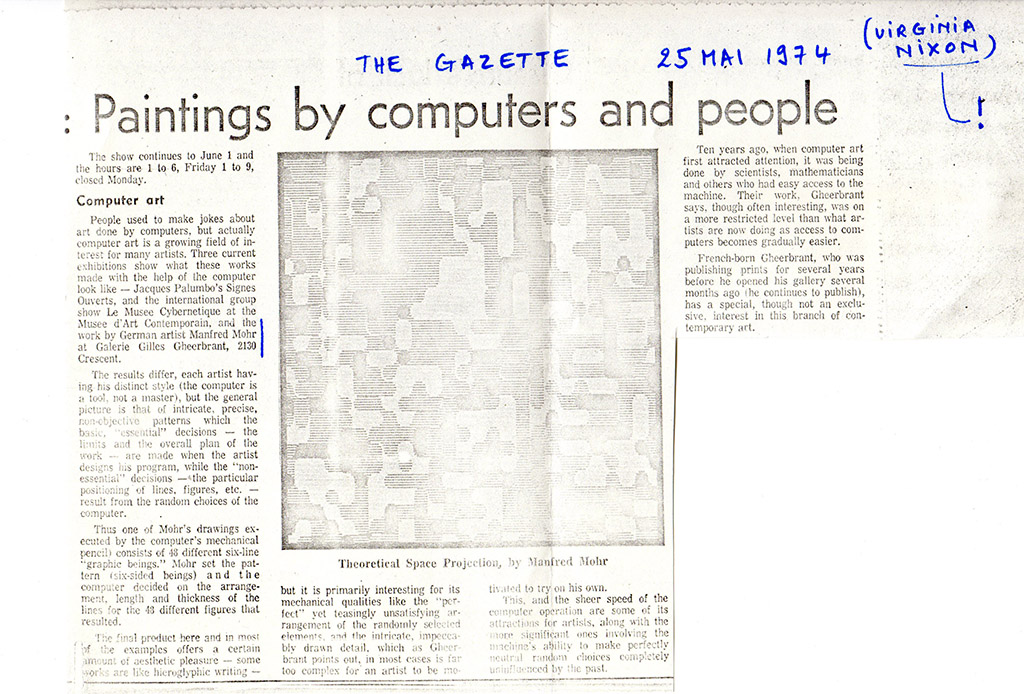 THE GAZETTE 25 MAI 1974
(VIRGINIA
NIXON)
!
: Paintings by computers and people
The show continues to June 1 and
the hours are 1 to 6, Friday 1 to 9,
closed Monday.
Computer art
People used to make jokes about
art done by computers, but actually
computer art is a growing field of in-
terest for many artists. Three current
exhibitions show what these works
made with the help of the computer
look like — Jacques Palumbo's Signes
Ouverts, and the international group
show Le Musee Cybernetique at the
Musee d'Art Contemporain, and the
work by German artist Manfred Mohr
at Galerie Gilles Gheerbrant, 2130
Crescent.
The results differ, each artist hav-
ing his distinct style (the computer is
a tool, not a master), but the general
picture is that of intricate, precise,
non-objective patterns which the
basic, "essential" decisions — the
limits and the overall plan of the
work — are made when the artist
designs his program, while the "non-
essential" decisions — the particular
positioning of lines, figures, etc. —
result from the random choices of the
computer.
Thus one of Mohr's drawings ex-
ecuted by the computer's mechanical
pencil) consists of 48 different six-line
"graphic beings." Mohr set the pat-
tern (six-sided beings) and the
computer decided on the arrange-
ment, length and thickness of the
lines for the 48 different figures that
resulted.
The final product here and in most
of the examples offers a certain
amount of aesthetic pleasure — some
works are like hieroglyphic writing —
Theoretical Space Projection, by Manfred Mohr
but it is primarily interesting for its
mechanical qualities like the "per-
fect" yet teasingly unsatisfying ar-
rangement of the randomly selected
elements, and the intricate, impecca-
bly drawn detail, which as Gheer-
brant points out, in most cases is far
too complex for an artist to be mo-
tivated to try on his own.
This, and the sheer speed of the
computer operation are some of its
attractions for artists, along with the
more significant ones involving the
machine's ability to make perfectly
neutral random choices completely
uninfluenced by the past.
Ten years ago, when computer art
first attracted attention, it was being
done by scientists, mathematicians
and others who had easy access to the
machine. Their work, Gheerbrant
says, though often interesting, was on
a more restricted level than what ar-
tists are now doing as access to com-
puters becomes gradually easier.
French-born Gheerbrant, who was
publishing prints for several years
before he opened his gallery several
months ago (he continues to publish),
has a special, though not an exclu-
sive, interest in this branch of con-
temporary art.